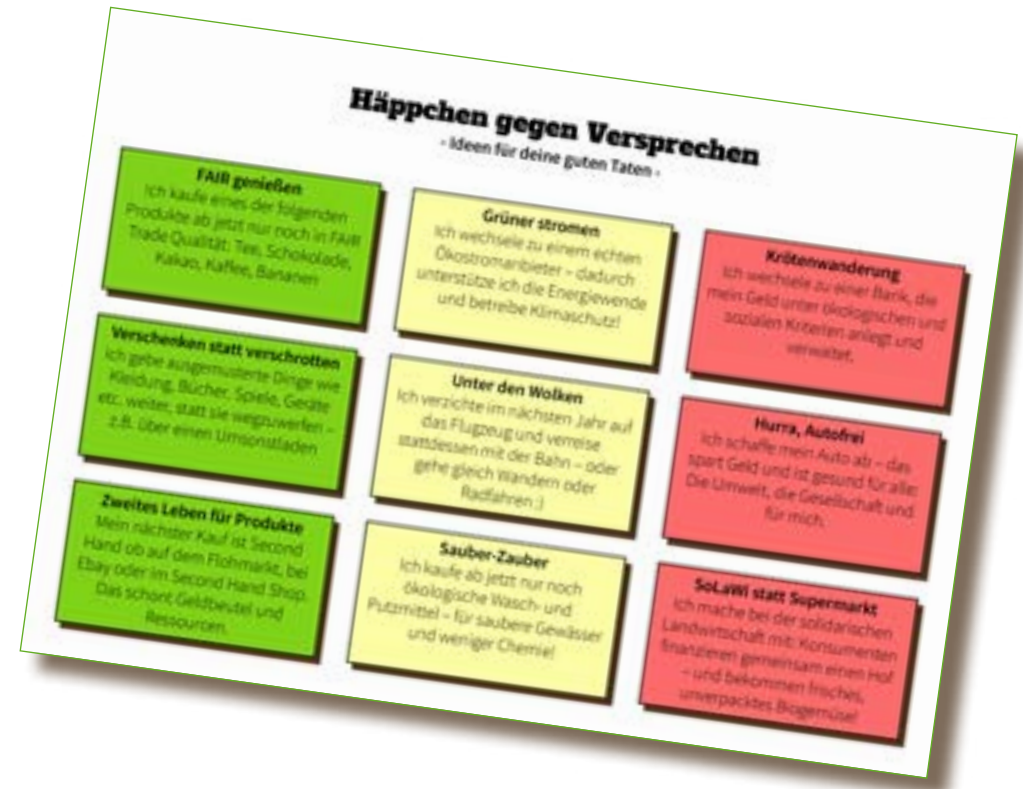 Häppchen gegen Versprechen
- Ideen für deine guten Taten -
FAIR genießen
Ich kaufe eines der folgenden
Produkte ab jetzt nur noch in FAIR
Trade Qualität: Tee, Schokolade,
Kakao, Kaffee, Bananen
Grüner stromen
Ich wechsele zu einem echten
Ökostromanbieter – dadurch
unterstütze ich die Energiewende
und betreibe Klimaschutz!
Krötenwanderung
Ich wechsele zu einer Bank, die
mein Geld unter ökologischen und
sozialen Kriterien anlegt und
verwaltet.
Verschenken statt verschrotten
Ich gebe ausgemusterte Dinge wie
Kleidung, Bücher, Spiele, Geräte
etc. weiter, statt sie wegzuwerfen –
z.B. über einen Umsonstladen
Unter den Wolken
Ich verzichte im nächsten Jahr auf
das Flugzeug und verreise
stattdessen mit der Bahn – oder
gehe gleich Wandern oder
Radfahren :)
Hurra, Autofrei
Ich schaffe mein Auto ab – das
spart Geld und ist gesund für alle:
Die Umwelt, die Gesellschaft und
für mich.
Zweites Leben für Produkte
Mein nächster Kauf ist Second
Hand ob auf dem Flohmarkt, bei
Ebay oder im Second Hand Shop.
Das schont Geldbeutel und
Ressourcen.
Sauber-Zauber
Ich kaufe ab jetzt nur noch
ökologische Wasch- und
Putzmittel – für saubere Gewässer
und weniger Chemie!
SoLaWi statt Supermarkt
Ich mache bei der solidarischen
Landwirtschaft mit: Konsumenten
finanzieren gemeinsam einen Hof
– und bekommen frisches,
unverpacktes Biogemüse!